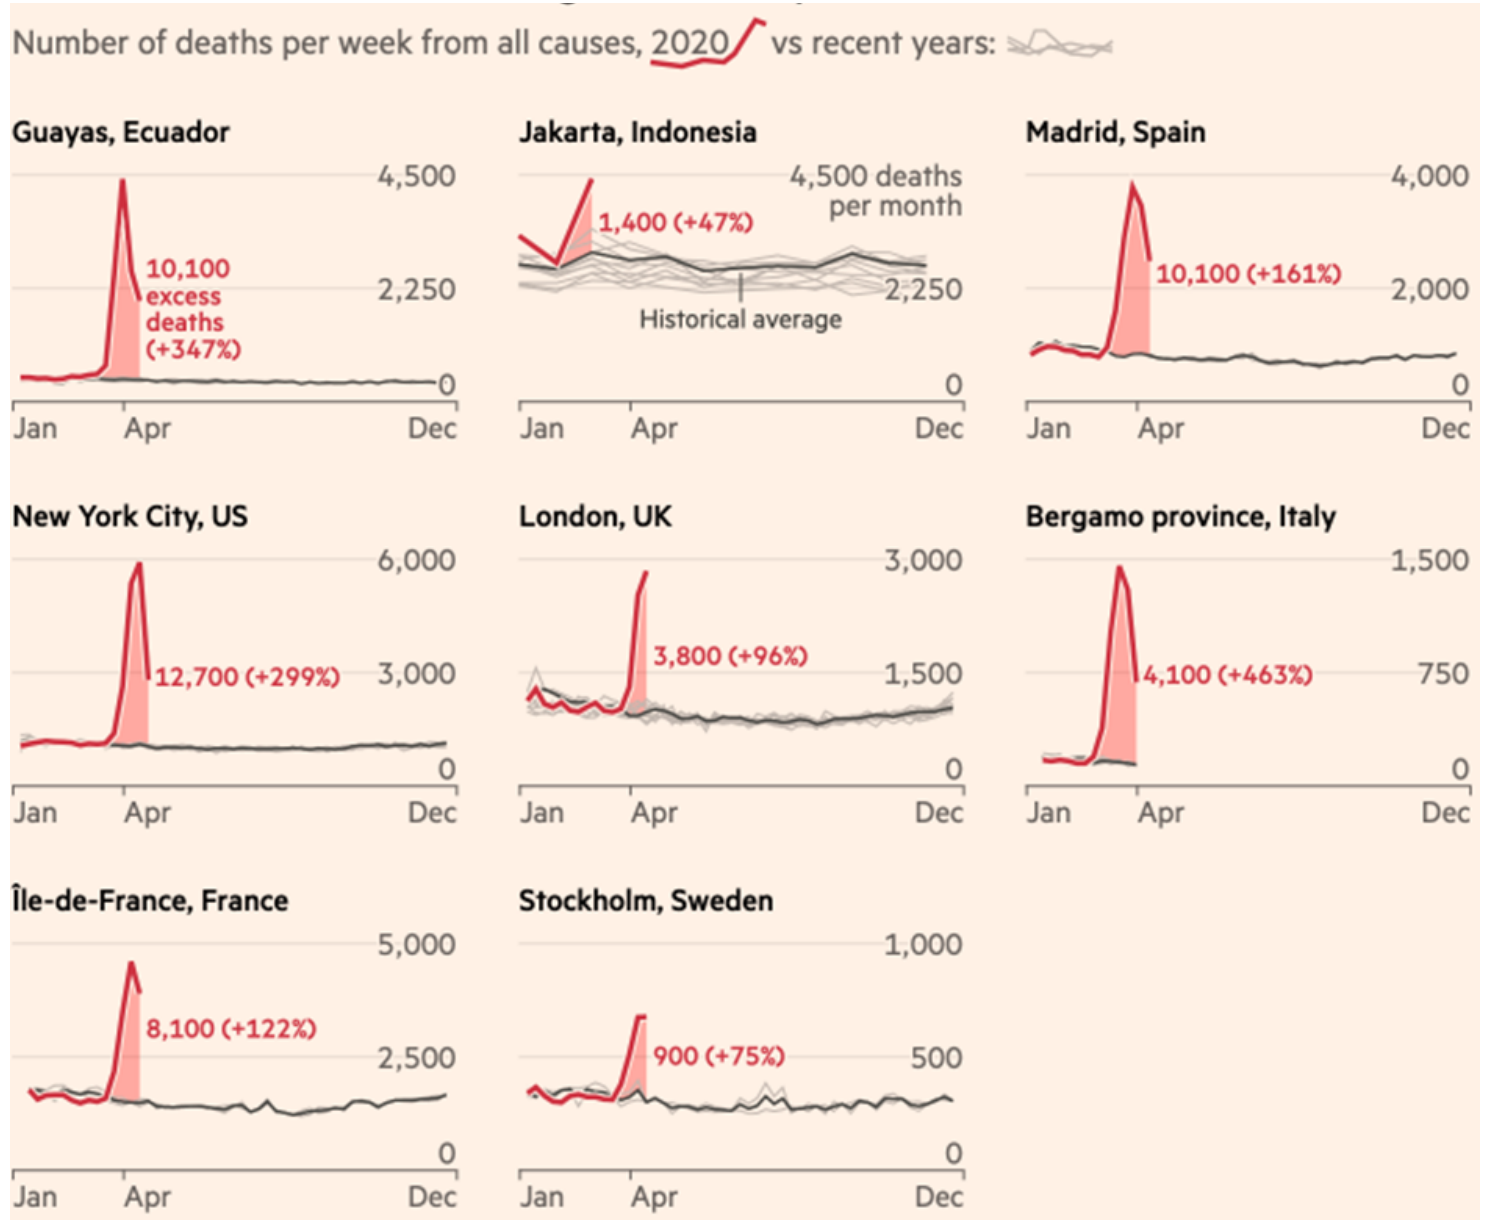 Number of deaths per week from all causes, 2020 vs recent years:
Guayas, Ecuador
4,500
10,100
excess
deaths
(+347%)
2,250
0
Jan Apr Dec
Jakarta, Indonesia
4,500 deaths
per month
1,400 (+47%)
2,250
Historical average
0
Jan Apr Dec
Madrid, Spain
4,000
10,100 (+161%)
2,000
0
Jan Apr Dec
New York City, US
6,000
12,700 (+299%)
3,000
0
Jan Apr Dec
London, UK
3,000
3,800 (+96%)
1,500
0
Jan Apr Dec
Bergamo province, Italy
1,500
4,100 (+463%)
750
0
Jan Apr Dec
Île-de-France, France
5,000
8,100 (+122%)
2,500
0
Jan Apr Dec
Stockholm, Sweden
1,000
900 (+75%)
500
0
Jan Apr Dec